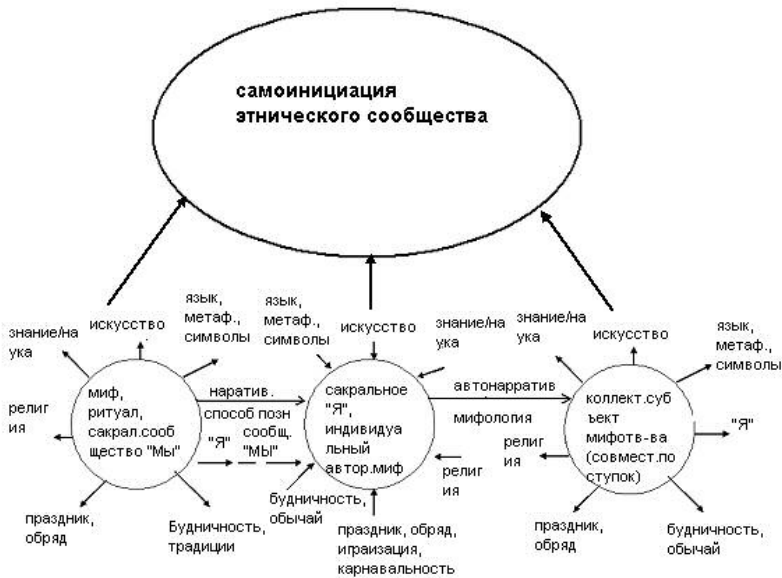 самоинициация
этнического сообщества
знание/на
ука
искусство
язык,
метаф.,
символы
религ
ия
миф,
ритуал,
сакрал.сооб
щество "Мы"
праздник,
обряд
Будничность,
традиции
наратив.
способ позн
"Я"
сообщ.
"МЫ"
язык,
метаф.,
символы
искусство
знание/на
ука
сакральное
"Я",
индивидуа
льный
автор.миф
религ
ия
будничность,
обычай
праздник, обряд,
играизация,
карнавальность
автонарратив
мифология
знание/на
ука
искусство
язык,
метаф.,
символы
религ
ия
коллект.суб
ъект
мифотв-ва
(совмест.по
ступок)
"Я"
праздник,
обряд
будничность,
обычай